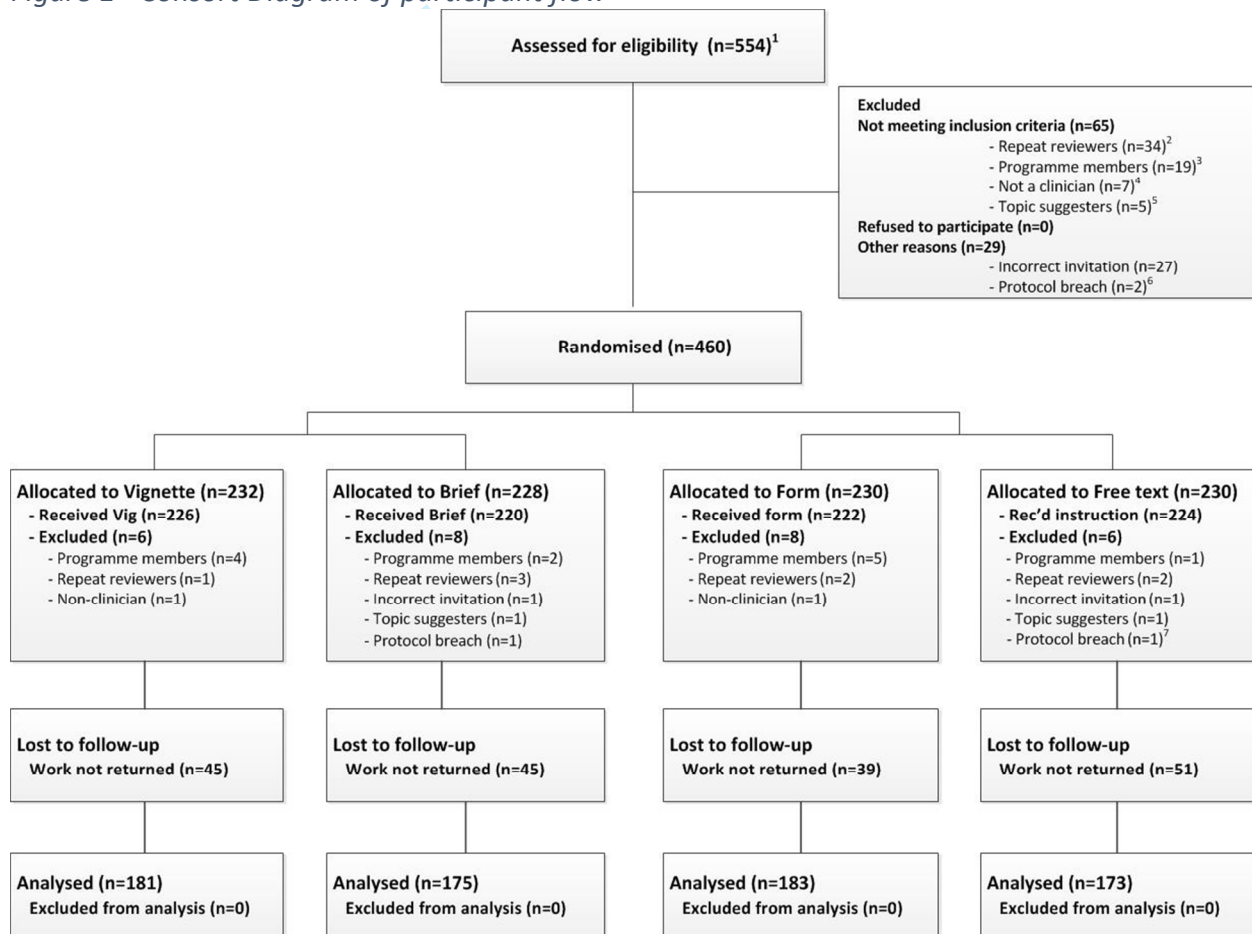 Assessed for eligibility (n=554)1
Excluded
Not meeting inclusion criteria (n=65)
- Repeat reviewers (n=34)2
- Programme members (n=19)3
- Not a clinician (n=7)4
- Topic suggesters (n=5)5
Refused to participate (n=0)
Other reasons (n=29)
- Incorrect invitation (n=27)
- Protocol breach (n=2)6
Randomised (n=460)
Allocated to Vignette (n=232)
- Received Vig (n=226)
- Excluded (n=6)
- Programme members (n=4)
- Repeat reviewers (n=1)
- Non-clinician (n=1)
Allocated to Brief (n=228)
- Received Brief (n=220)
- Excluded (n=8)
- Programme members (n=2)
- Repeat reviewers (n=3)
- Incorrect invitation (n=1)
- Topic suggesters (n=1)
- Protocol breach (n=1)
Allocated to Form (n=230)
- Received form (n=222)
- Excluded (n=8)
- Programme members (n=5)
- Repeat reviewers (n=2)
- Non-clinician (n=1)
Allocated to Free text (n=230)
- Rec'd instruction (n=224)
- Excluded (n=6)
- Programme members (n=1)
- Repeat reviewers (n=2)
- Incorrect invitation (n=1)
- Topic suggesters (n=1)
- Protocol breach (n=1)7
Lost to follow-up
Work not returned (n=45)
Lost to follow-up
Work not returned (n=45)
Lost to follow-up
Work not returned (n=39)
Lost to follow-up
Work not returned (n=51)
Analysed (n=181)
Excluded from analysis (n=0)
Analysed (n=175)
Excluded from analysis (n=0)
Analysed (n=183)
Excluded from analysis (n=0)
Analysed (n=173)
Excluded from analysis (n=0)